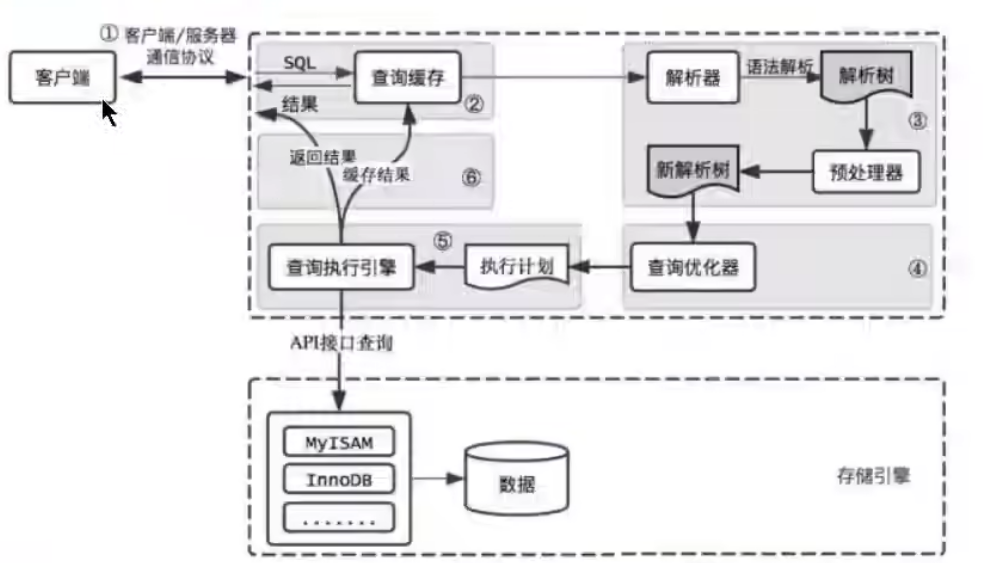 ① 客户端/服务器
通信协议
客户端
SQL
查询缓存
②
结果
解析器
语法解析
解析树
③
返回结果
缓存结果
⑥
新解析树
预处理器
⑤
查询执行引擎
执行计划
查询优化器
④
API接口查询
MyISAM
InnoDB
.......
数据
存储引擎